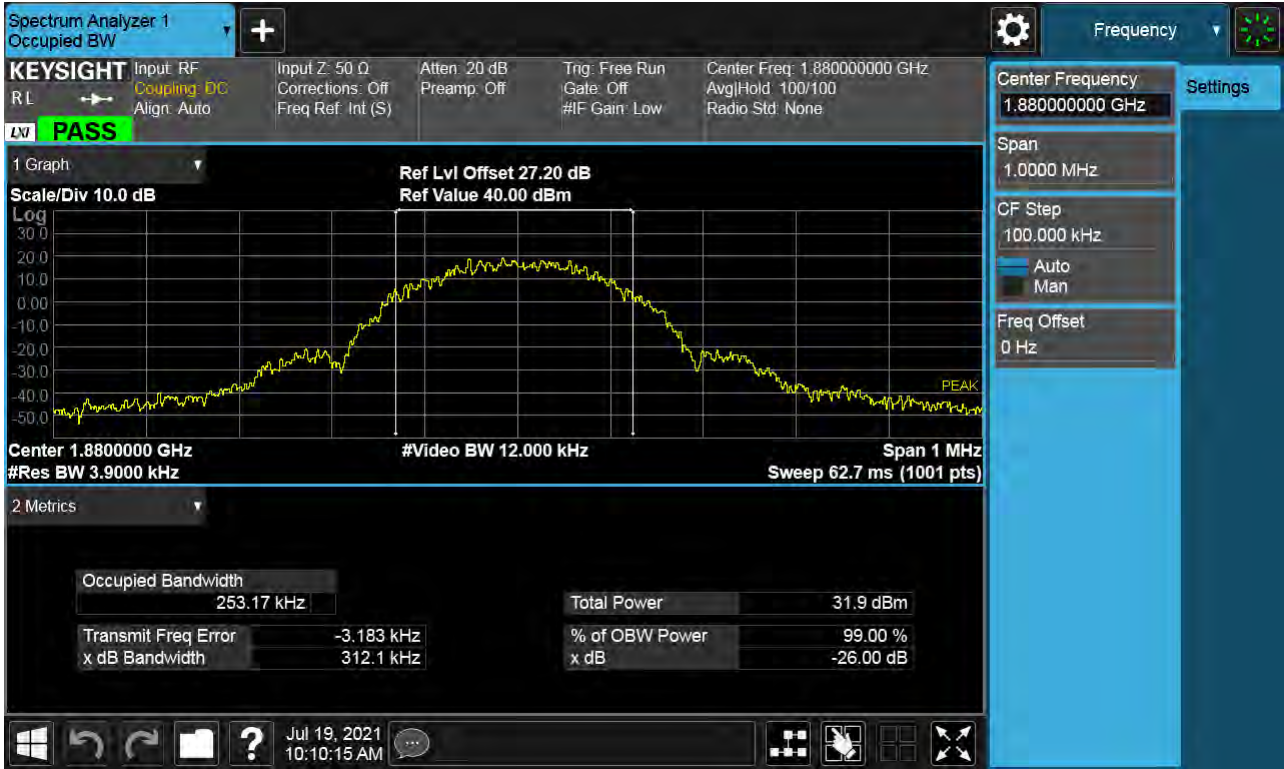 Spectrum Analyzer 1
Occupied BW
+
Frequency
KEYSIGHT
RL
LXI
PASS
Input: RF
Coupling: DC
Align: Auto
Input Z: 50 Ω
Corrections: Off
Freq Ref: Int (S)
Atten: 20 dB
Preamp: Off
Trig: Free Run
Gate: Off
#IF Gain: Low
Center Freq: 1.880000000 GHz
Avg|Hold: 100/100
Radio Std: None
Center Frequency
1.880000000 GHz
Settings
Span
1.0000 MHz
CF Step
100.000 kHz
Auto
Man
Freq Offset
0 Hz
1 Graph
Scale/Div 10.0 dB
Ref Lvl Offset 27.20 dB
Ref Value 40.00 dBm
Log
30.0
20.0
10.0
0.00
-10.0
-20.0
-30.0
-40.0
-50.0
PEAK
Center 1.8800000 GHz
#Video BW 12.000 kHz
Span 1 MHz
#Res BW 3.9000 kHz
Sweep 62.7 ms (1001 pts)
2 Metrics
Occupied Bandwidth
253.17 kHz
Total Power 31.9 dBm
Transmit Freq Error -3.183 kHz
% of OBW Power 99.00 %
x dB Bandwidth 312.1 kHz
x dB -26.00 dB
?
Jul 19, 2021
10:10:15 AM